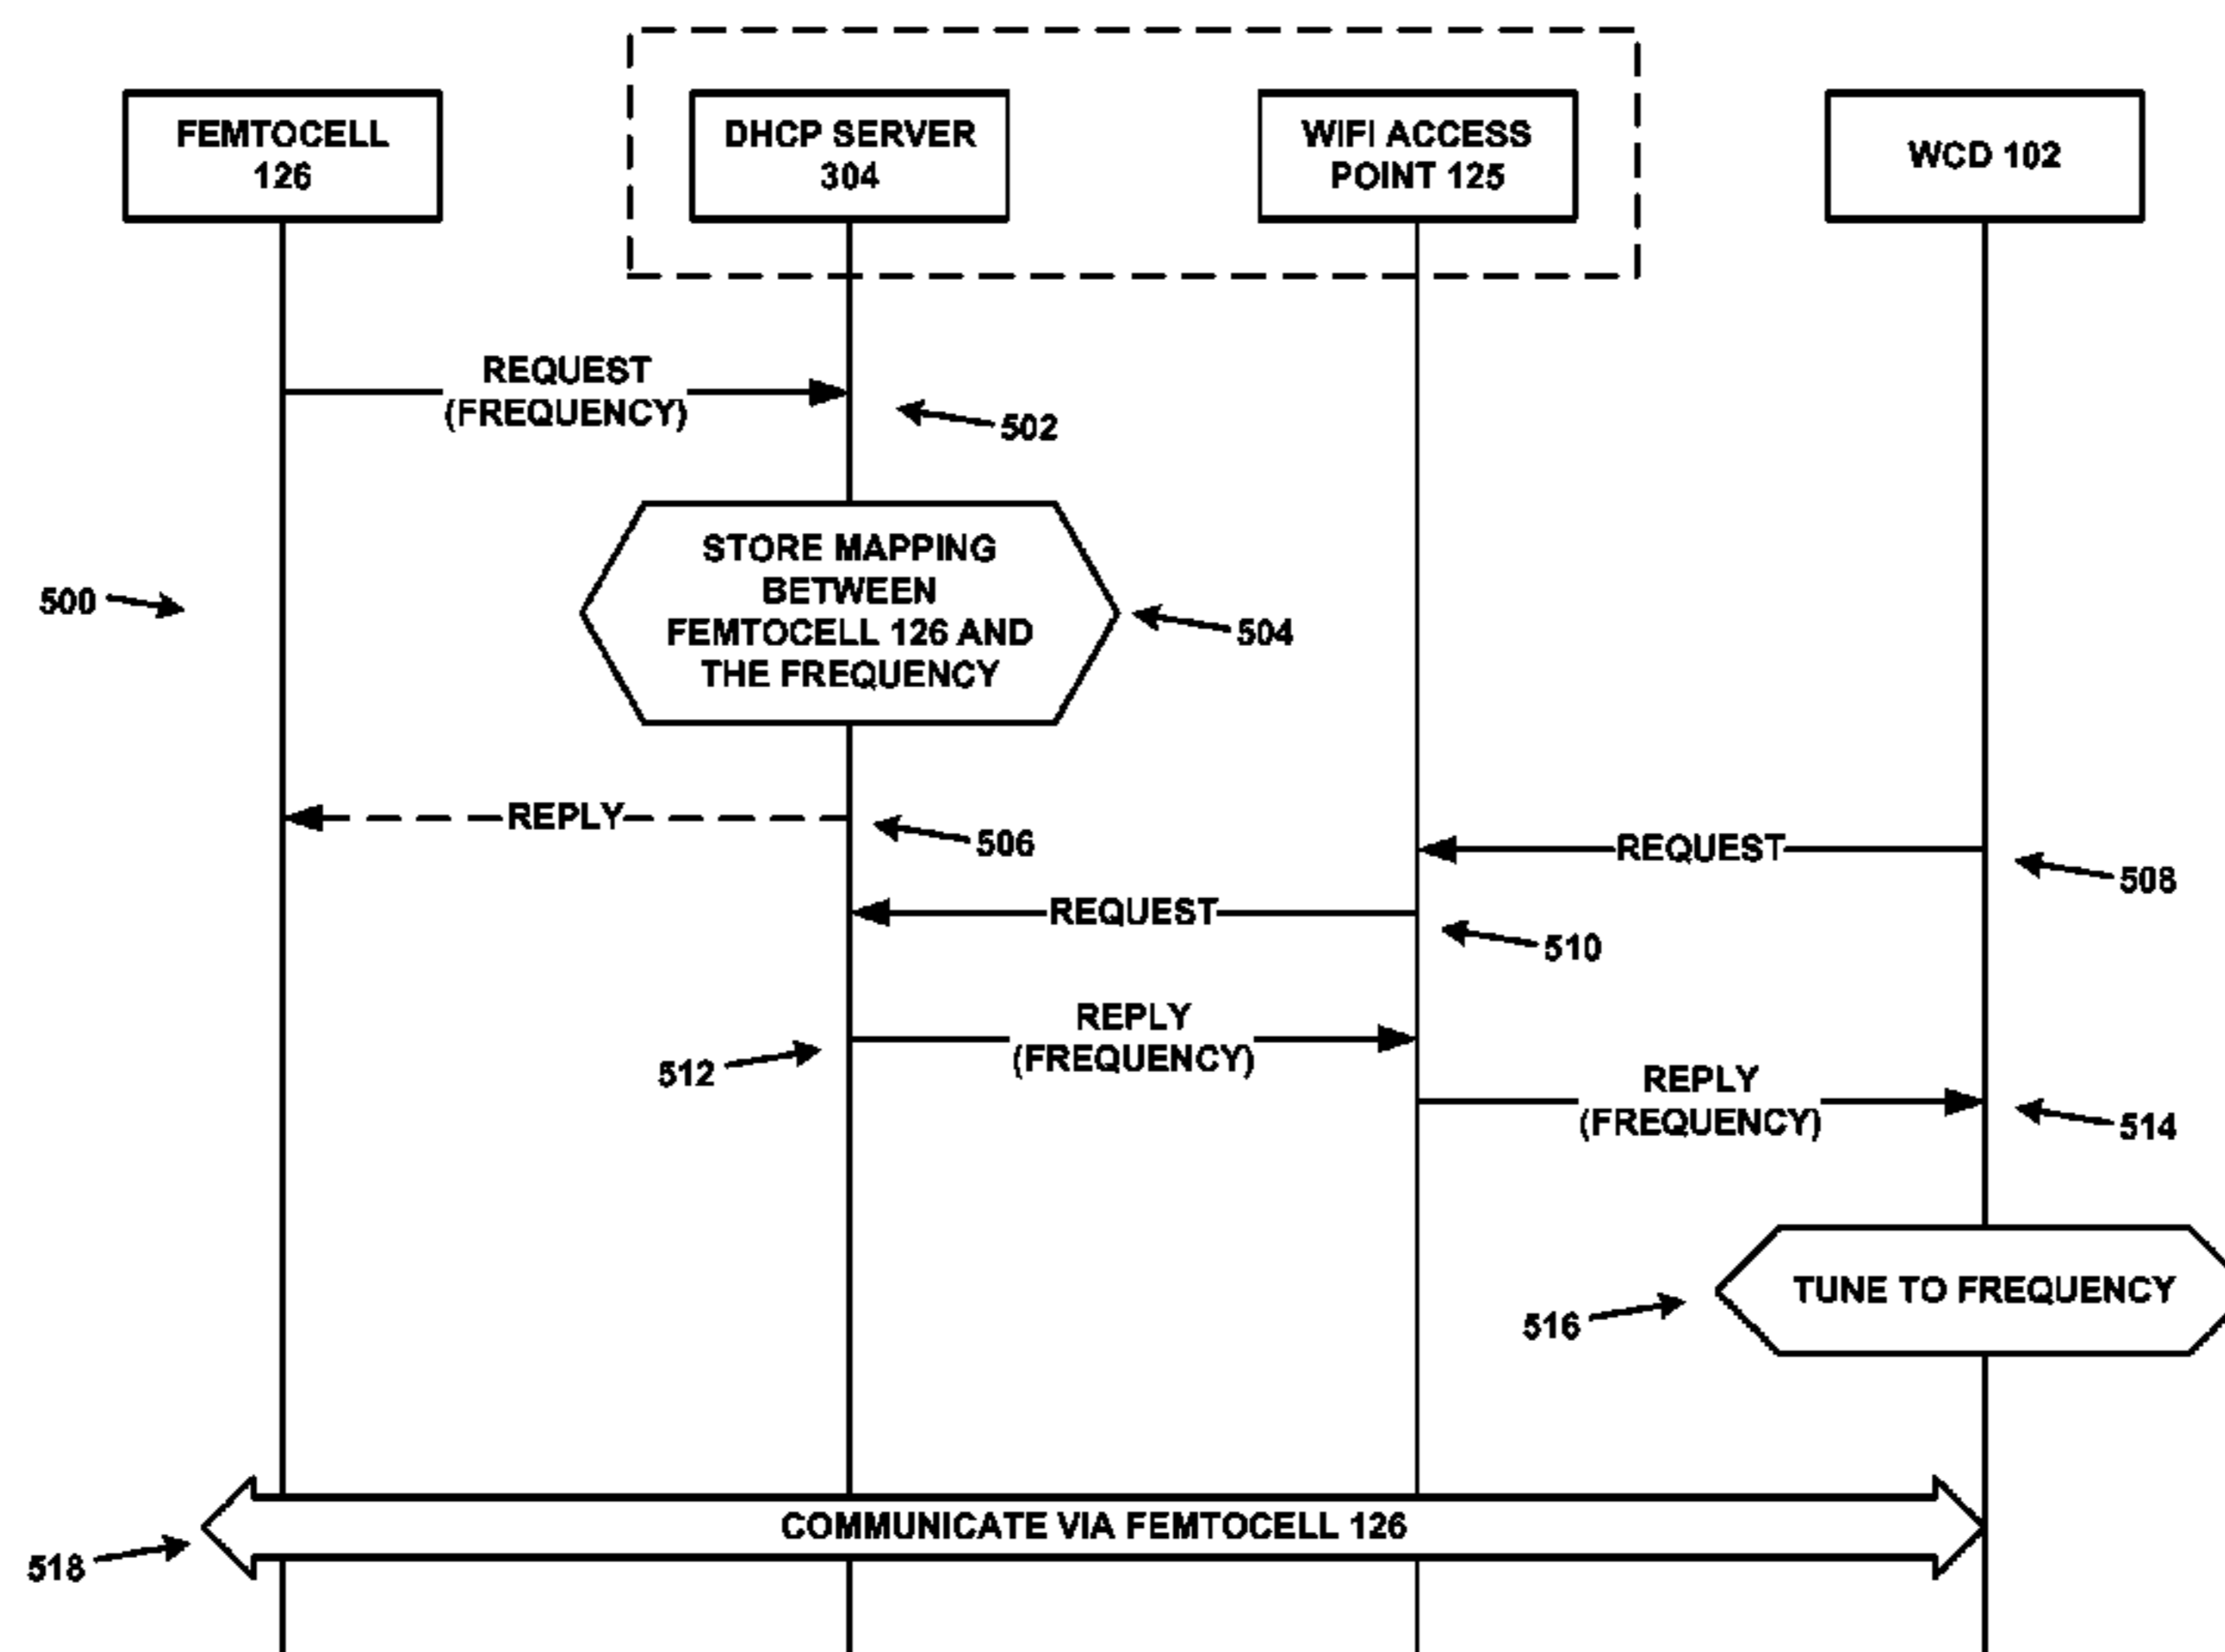 FEMTOCELL
126
DHCP SERVER
304
WIFI ACCESS
POINT 125
WCD 102
REQUEST
(FREQUENCY)
502
STORE MAPPING
BETWEEN
FEMTOCELL 126 AND
THE FREQUENCY
500
504
REPLY
506
REQUEST
508
REQUEST
510
REPLY
(FREQUENCY)
512
REPLY
(FREQUENCY)
514
TUNE TO FREQUENCY
516
COMMUNICATE VIA FEMTOCELL 126
518